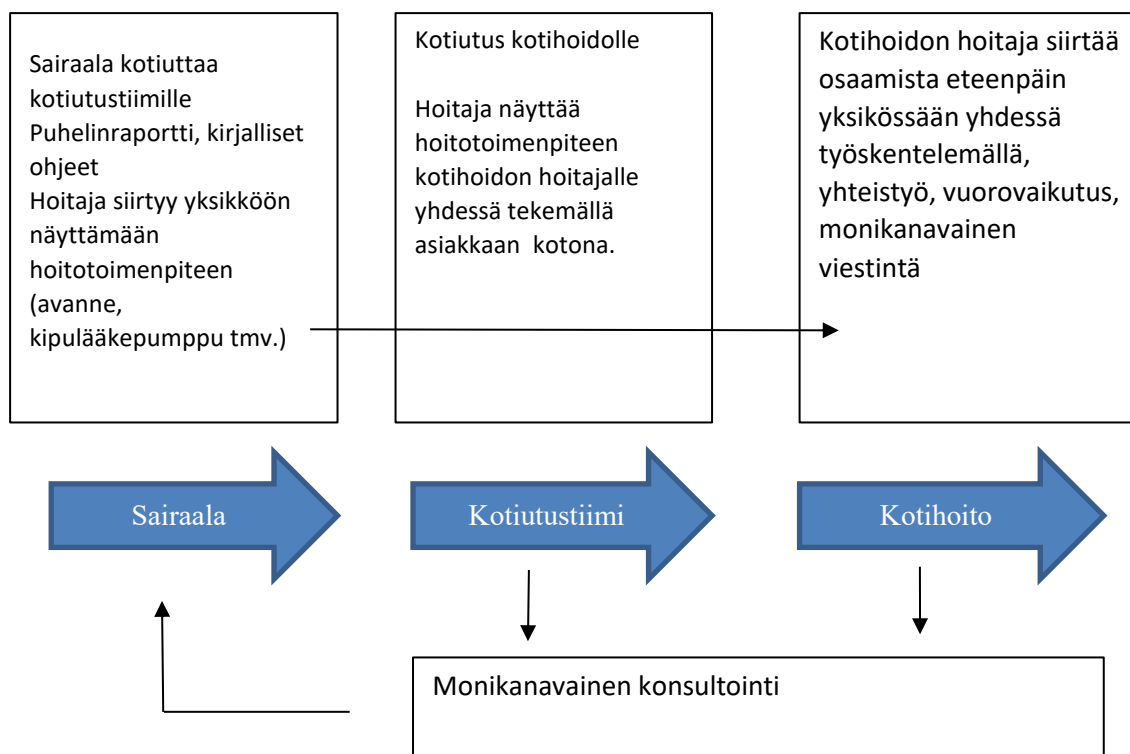 Sairaala kotiuttaa
kotiutustiimille
Puhelinraportti, kirjalliset
ohjeet
Hoitaja siirtyy yksikköön
näyttämään
hoitotoimenpiteen
(avanne,
kipulääkepumppu tmv.)
Kotiutus kotihoidolle
Hoitaja näyttää
hoitotoimenpiteen
kotihoidon hoitajalle
yhdessä tekemällä
asiakkaan kotona.
Kotihoidon hoitaja siirtää
osaamista eteenpäin
yksikössään yhdessä
työskentelemällä,
yhteistyö, vuorovaikutus,
monikanavainen
viestintä
Sairaala
Kotiutustiimi
Kotihoito
Monikanavainen konsultointi